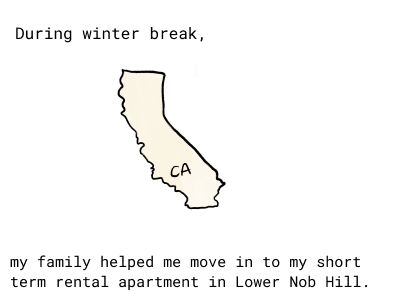 During winter break,
CA
my family helped me move in to my short
term rental apartment in Lower Nob Hill.